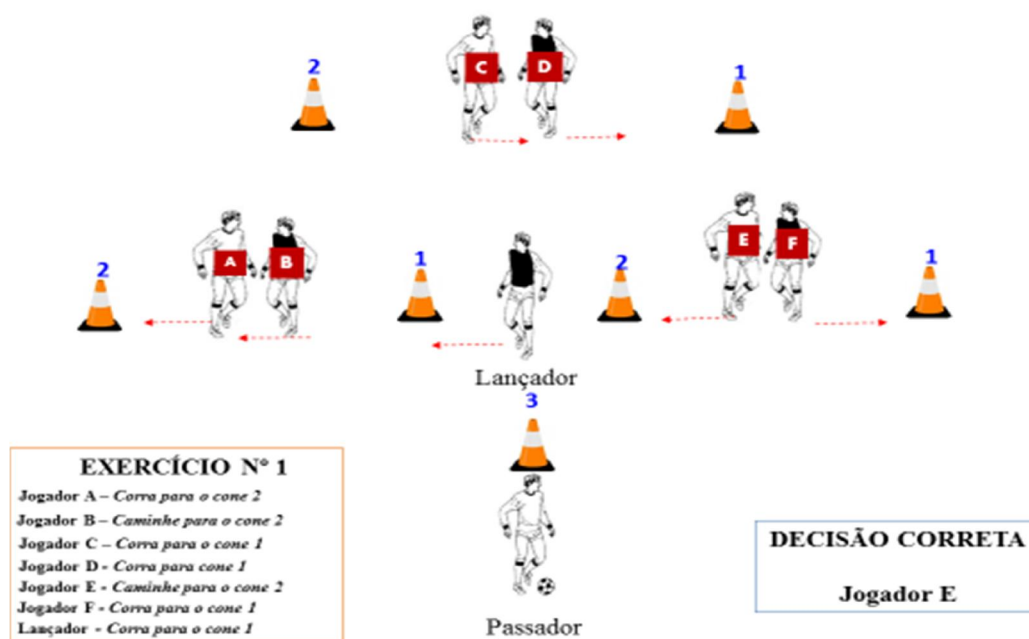 C D
2
1
A B
E F
2
1
2
1
Lançador
3
EXERCÍCIO N° 1
Jogador A – Corra para o cone 2
Jogador B – Caminhe para o cone 2
Jogador C – Corra para o cone 1
Jogador D - Corra para cone 1
Jogador E - Caminhe para o cone 2
Jogador F - Corra para o cone 1
Lançador - Corra para o cone 1
DECISÃO CORRETA
Jogador E
Passador